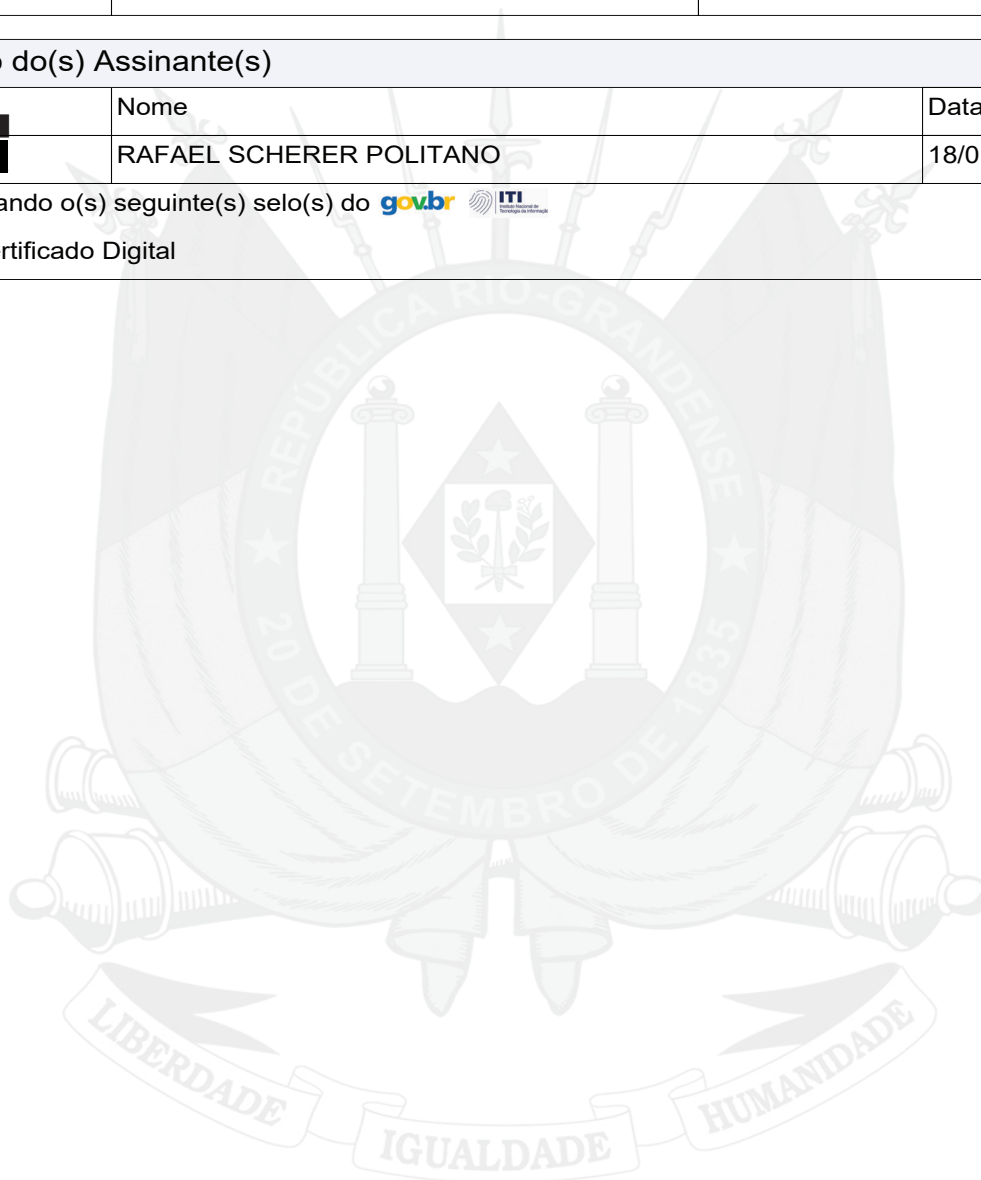 o do(s) Assinante(s)
Nome Data
RAFAEL SCHERER POLITANO 18/0
ando o(s) seguinte(s) selo(s) do gov.br ITI
rtificado Digital
REPÚBLICA RIO-GRANDENSE
★ 20 DE SETEMBRO DE 1835 ★
LIBERDADE IGUALDADE HUMANIDADE